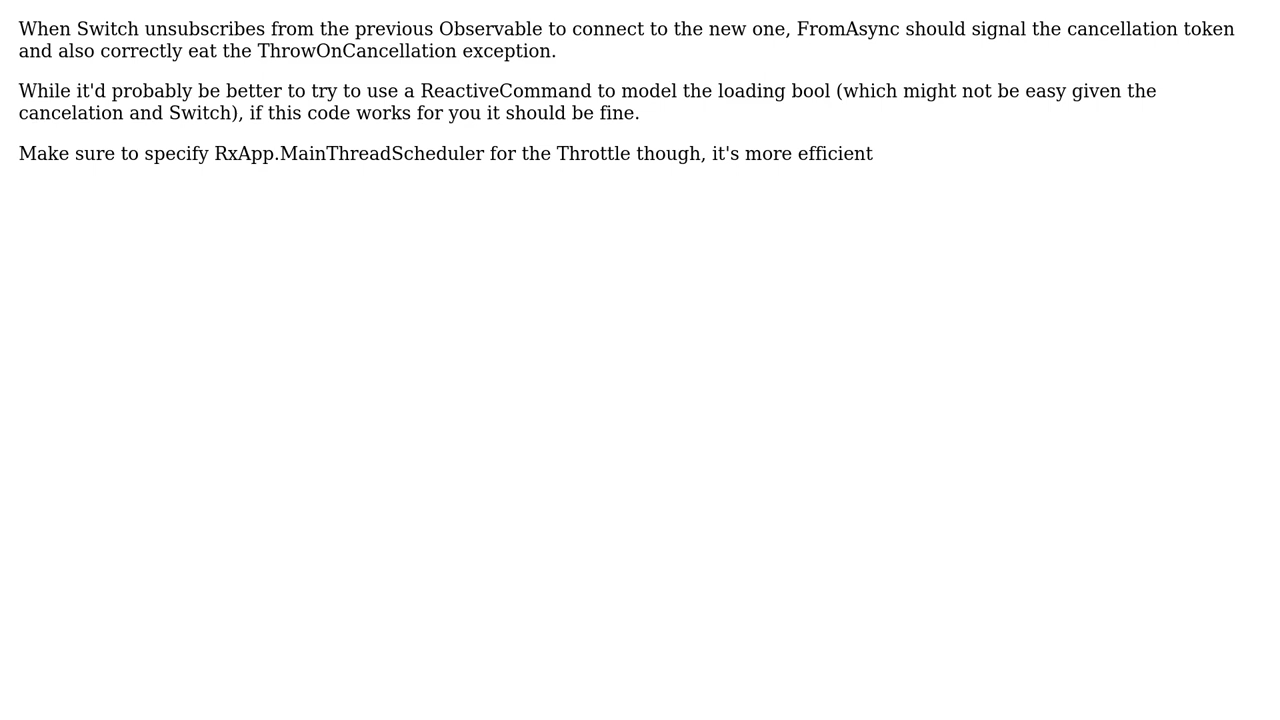 When Switch unsubscribes from the previous Observable to connect to the new one, FromAsync should signal the cancellation token
and also correctly eat the ThrowOnCancellation exception.
While it'd probably be better to try to use a ReactiveCommand to model the loading bool (which might not be easy given the
cancelation and Switch), if this code works for you it should be fine.
Make sure to specify RxApp.MainThreadScheduler for the Throttle though, it's more efficient